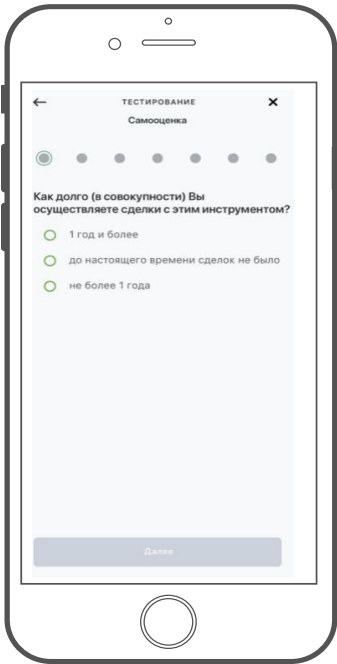 ТЕСТИРОВАНИЕ
Самооценка
Как долго (в совокупности) Вы
осуществляете сделки с этим инструментом?
1 год и более
до настоящего времени сделок не было
не более 1 года
Далее